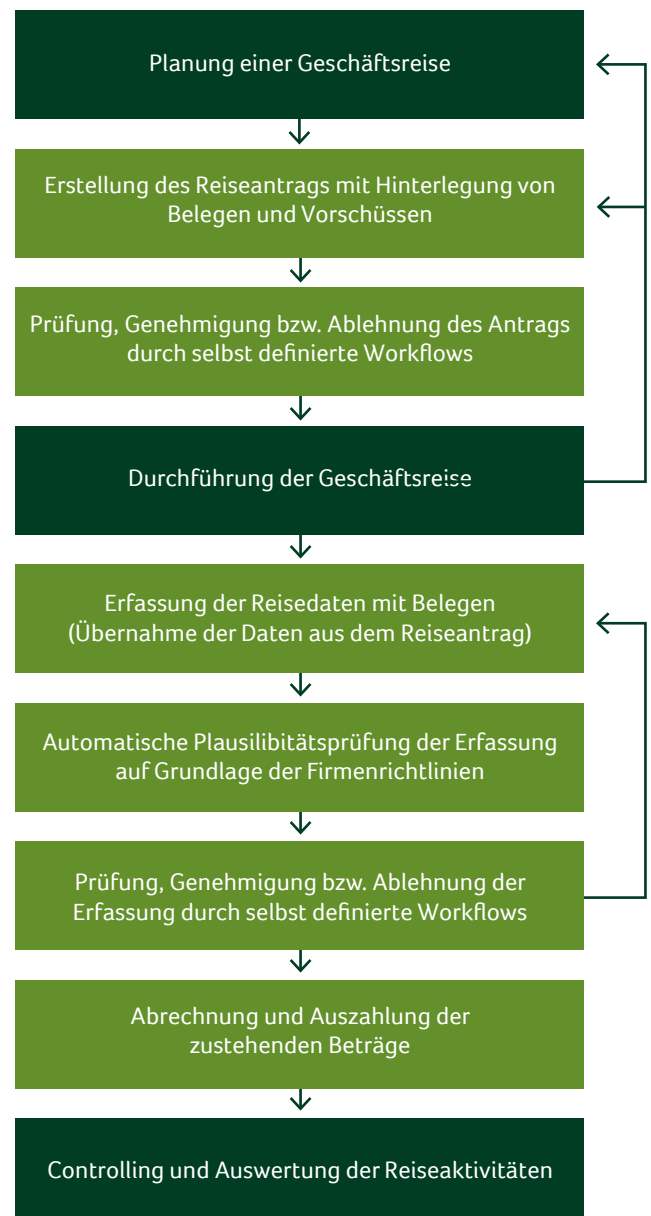 Planung einer Geschäftsreise
Erstellung des Reiseantrags mit Hinterlegung von
Belegen und Vorschüssen
Prüfung, Genehmigung bzw. Ablehnung des Antrags
durch selbst definierte Workflows
Durchführung der Geschäftsreise
Erfassung der Reisedaten mit Belegen
(Übernahme der Daten aus dem Reiseantrag)
Automatische Plausilibitätsprüfung der Erfassung
auf Grundlage der Firmenrichtlinien
Prüfung, Genehmigung bzw. Ablehnung der
Erfassung durch selbst definierte Workflows
Abrechnung und Auszahlung der
zustehenden Beträge
Controlling und Auswertung der Reiseaktivitäten